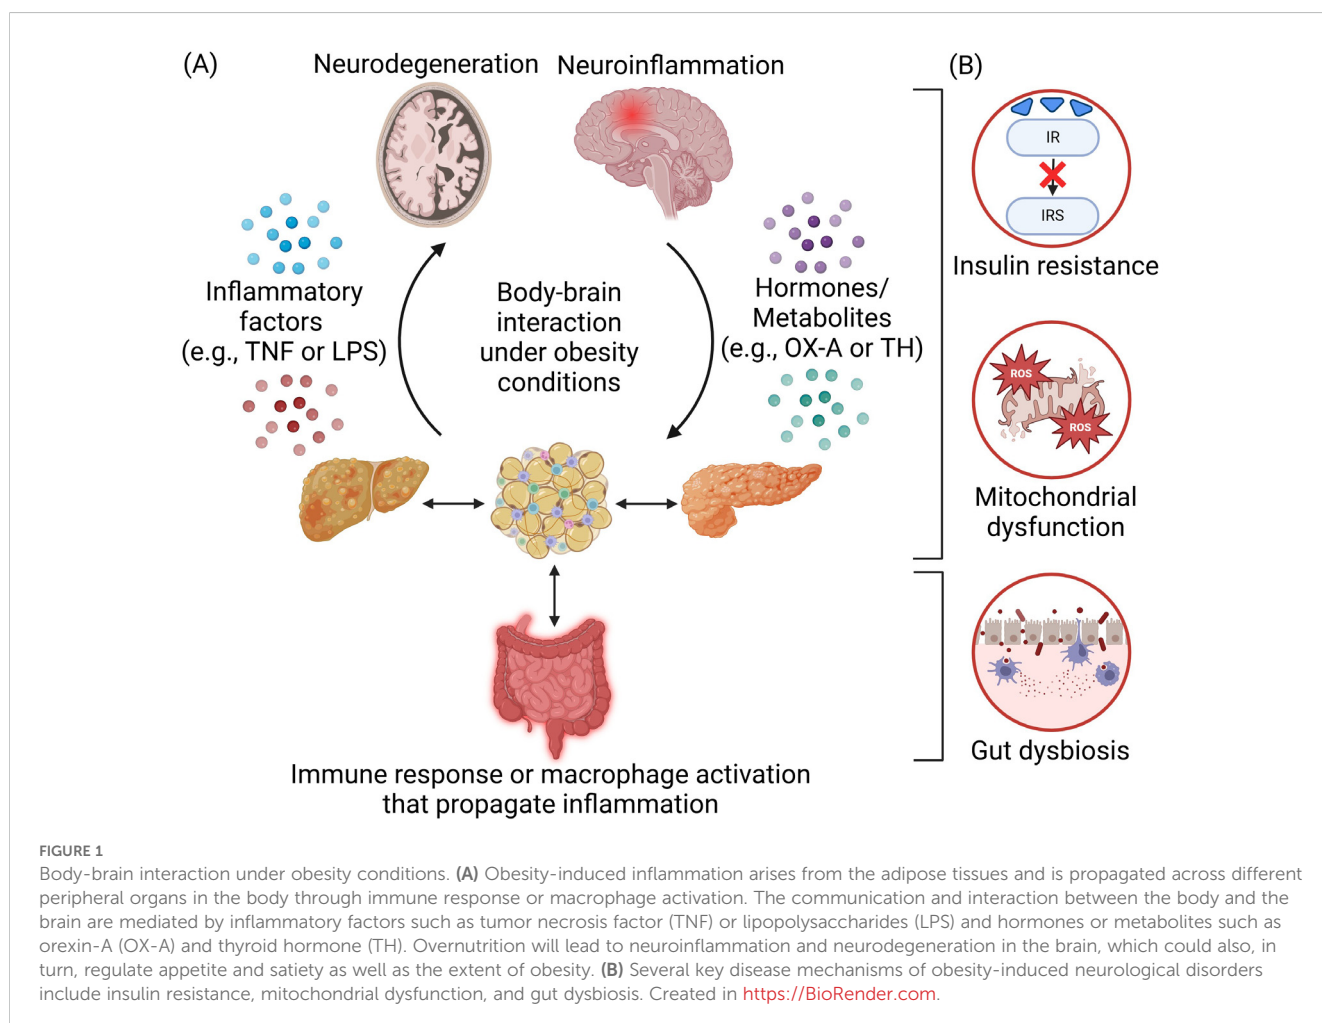 (A)
Neurodegeneration
Neuroinflammation
Inflammatory
factors
(e.g., TNF or LPS)
Body-brain
interaction
under obesity
conditions
Hormones/
Metabolites
(e.g., OX-A or TH)
Immune response or macrophage activation
that propagate inflammation
(B)
IR
IRS
Insulin resistance
ROS
ROS
Mitochondrial
dysfunction
Gut dysbiosis
FIGURE 1
Body-brain interaction under obesity conditions. (A) Obesity-induced inflammation arises from the adipose tissues and is propagated across different
peripheral organs in the body through immune response or macrophage activation. The communication and interaction between the body and the
brain are mediated by inflammatory factors such as tumor necrosis factor (TNF) or lipopolysaccharides (LPS) and hormones or metabolites such as
orexin-A (OX-A) and thyroid hormone (TH). Overnutrition will lead to neuroinflammation and neurodegeneration in the brain, which could also, in
turn, regulate appetite and satiety as well as the extent of obesity. (B) Several key disease mechanisms of obesity-induced neurological disorders
include insulin resistance, mitochondrial dysfunction, and gut dysbiosis. Created in https://BioRender.com.